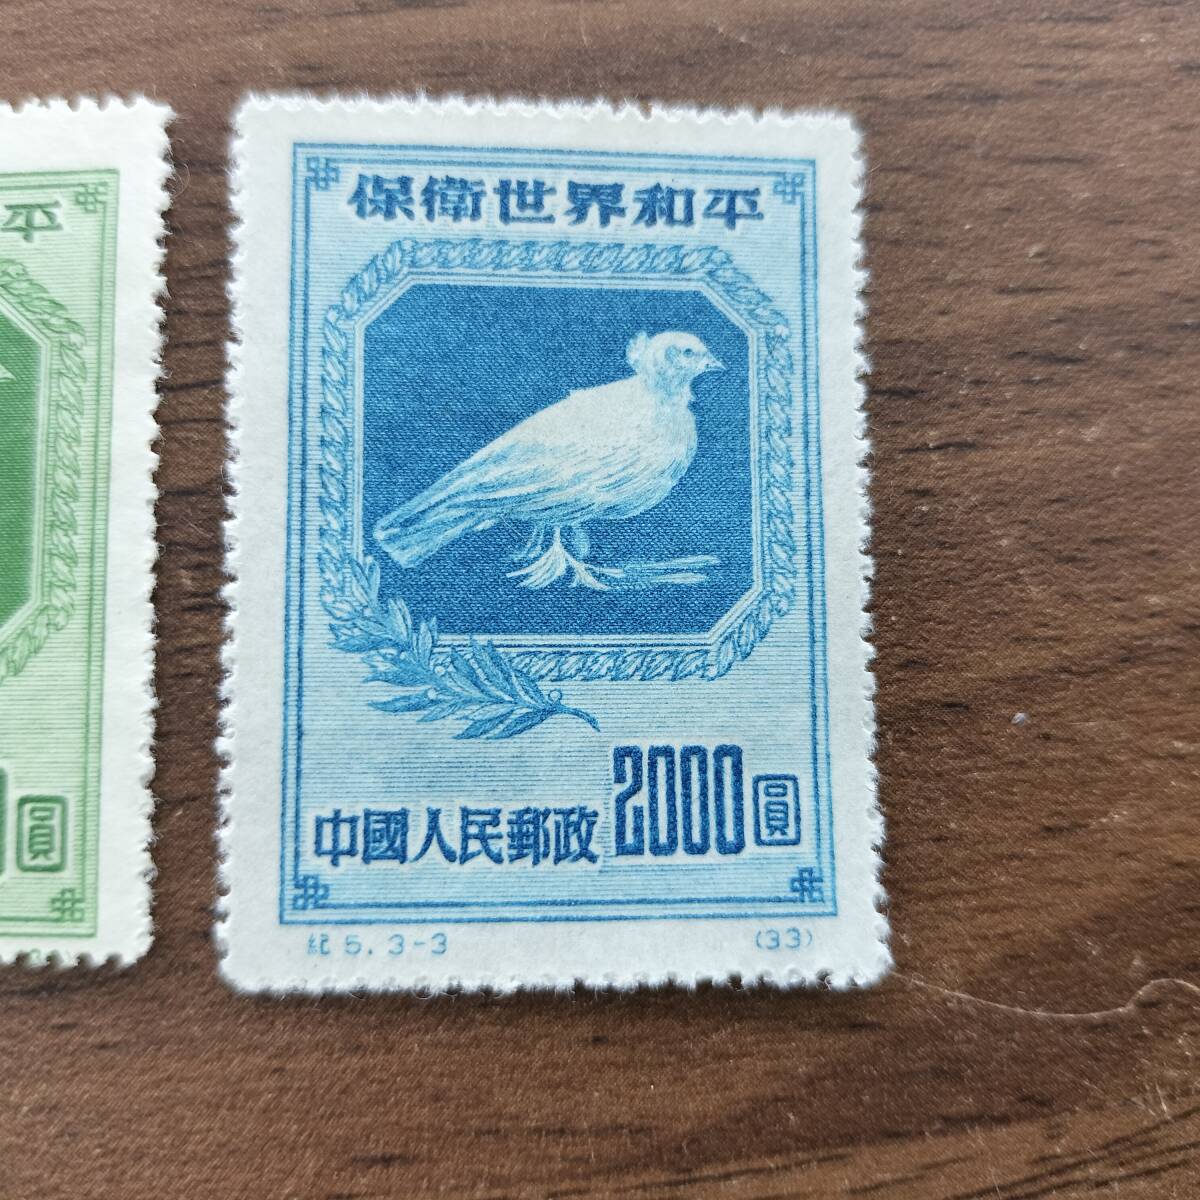 平
圓
保衛世界和平
中國人民郵政 2000 圓
紀 5. 3-3 (33)